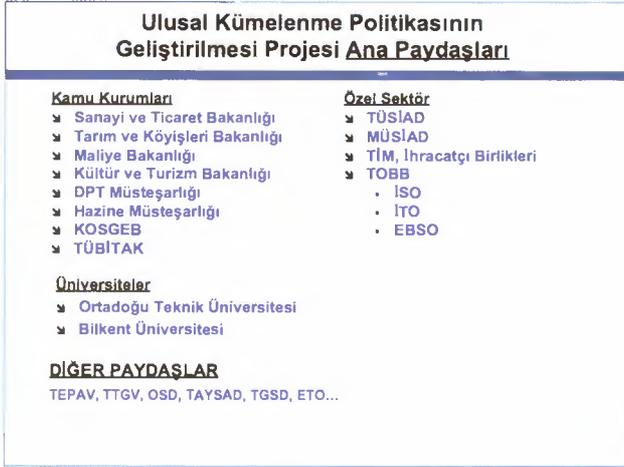 Ulusal Kümelenme Politikasının
Geliştirilmesi Projesi Ana Paydaşları
Kamu Kurumları
Sanayi ve Ticaret Bakanlığı
Tarım ve Köyişleri Bakanlığı
Maliye Bakanlığı
Kültür ve Turizm Bakanlığı
DPT Müsteşarlığı
Hazine Müsteşarlığı
KOSGEB
TÜBİTAK
Üniversiteler
Ortadoğu Teknik Üniversitesi
Bilkent Üniversitesi
Özel Sektör
TÜSİAD
MÜSİAD
TİM, İhracatçı Birlikleri
TOBB
• İSO
• İTO
• EBSO
DİĞER PAYDAŞLAR
TEPAV, TTGV, OSD, TAYSAD, TGSD, ETO...